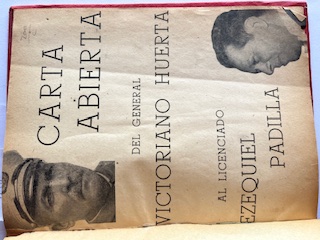 CARTA
ABIERTA
DEL GENERAL
VICTORIANO HUERTA
AL LICENCIADO
EZEQUIEL
PADILLA